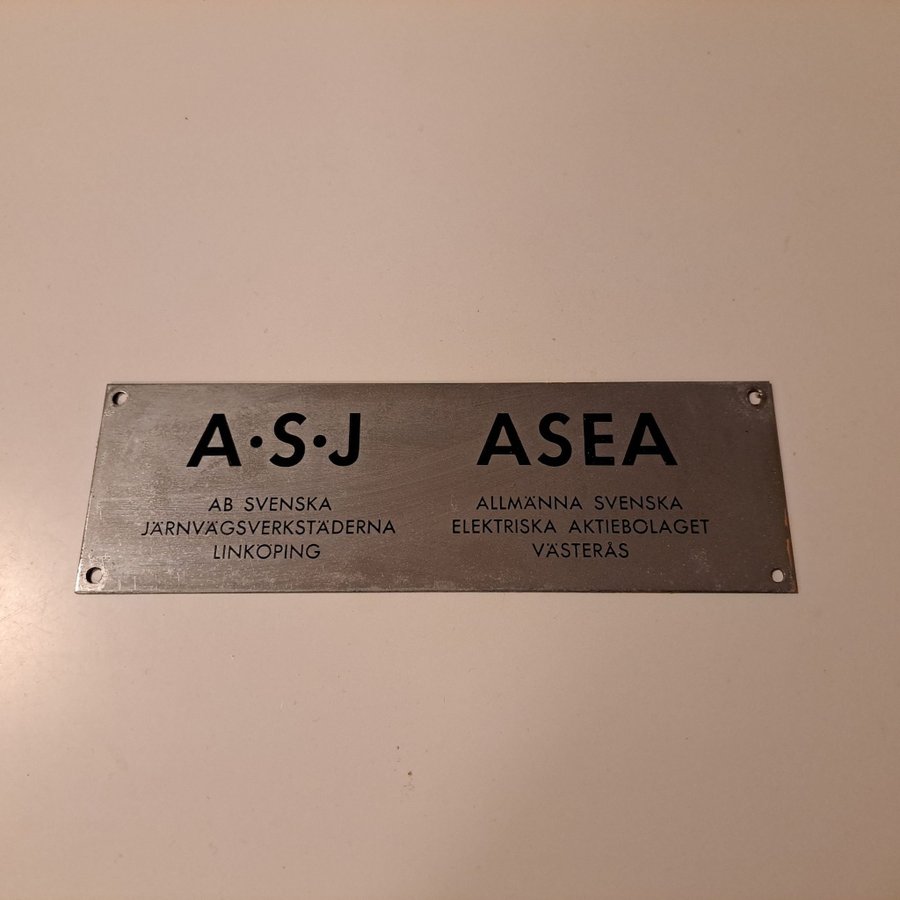 A·S·J
AB SVENSKA
JÄRNVÄGSVERKSTÄDERNA
LINKÖPING
ASEA
ALLMÄNNA SVENSKA
ELEKTRISKA AKTIEBOLAGET
VÄSTERÅS